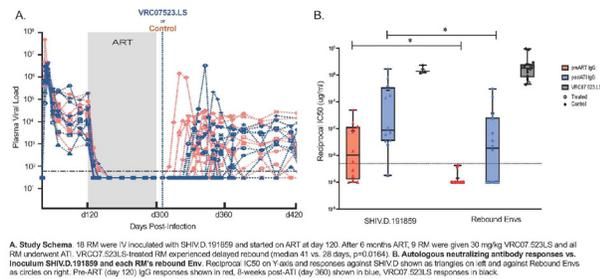 A.
VRC07523.LS
or
Control
ART
Plasma Viral Load
d120
d300
d360
d420
Days Post-Infection
B.
Reciprocal IC50 (ug/ml)
*
*
preART IgG
postATI IgG
VRC07 523.LS
Treated
Control
SHIV.D.191859
Rebound Envs
A. Study Schema. 18 RM were IV inoculated with SHIV.D.191859 and started on ART at day 120. After 6 months ART, 9 RM were given 30 mg/kg VRC07.523LS and all
RM underwent ATI. VRC07.523LS-treated RM experienced delayed rebound (median 41 vs. 28 days, p=0.0164). B. Autologous neutralizing antibody responses vs.
Inoculum SHIV.D.191859 and each RM's rebound Env. Reciprocal IC50 on Y-axis and responses against SHIV.D shown as triangles on left and against Rebound Envs
as circles on right. Pre-ART (day 120) IgG responses shown in red, 8-weeks post-ATI (day 360) shown in blue, VRC07.523LS responses in black.